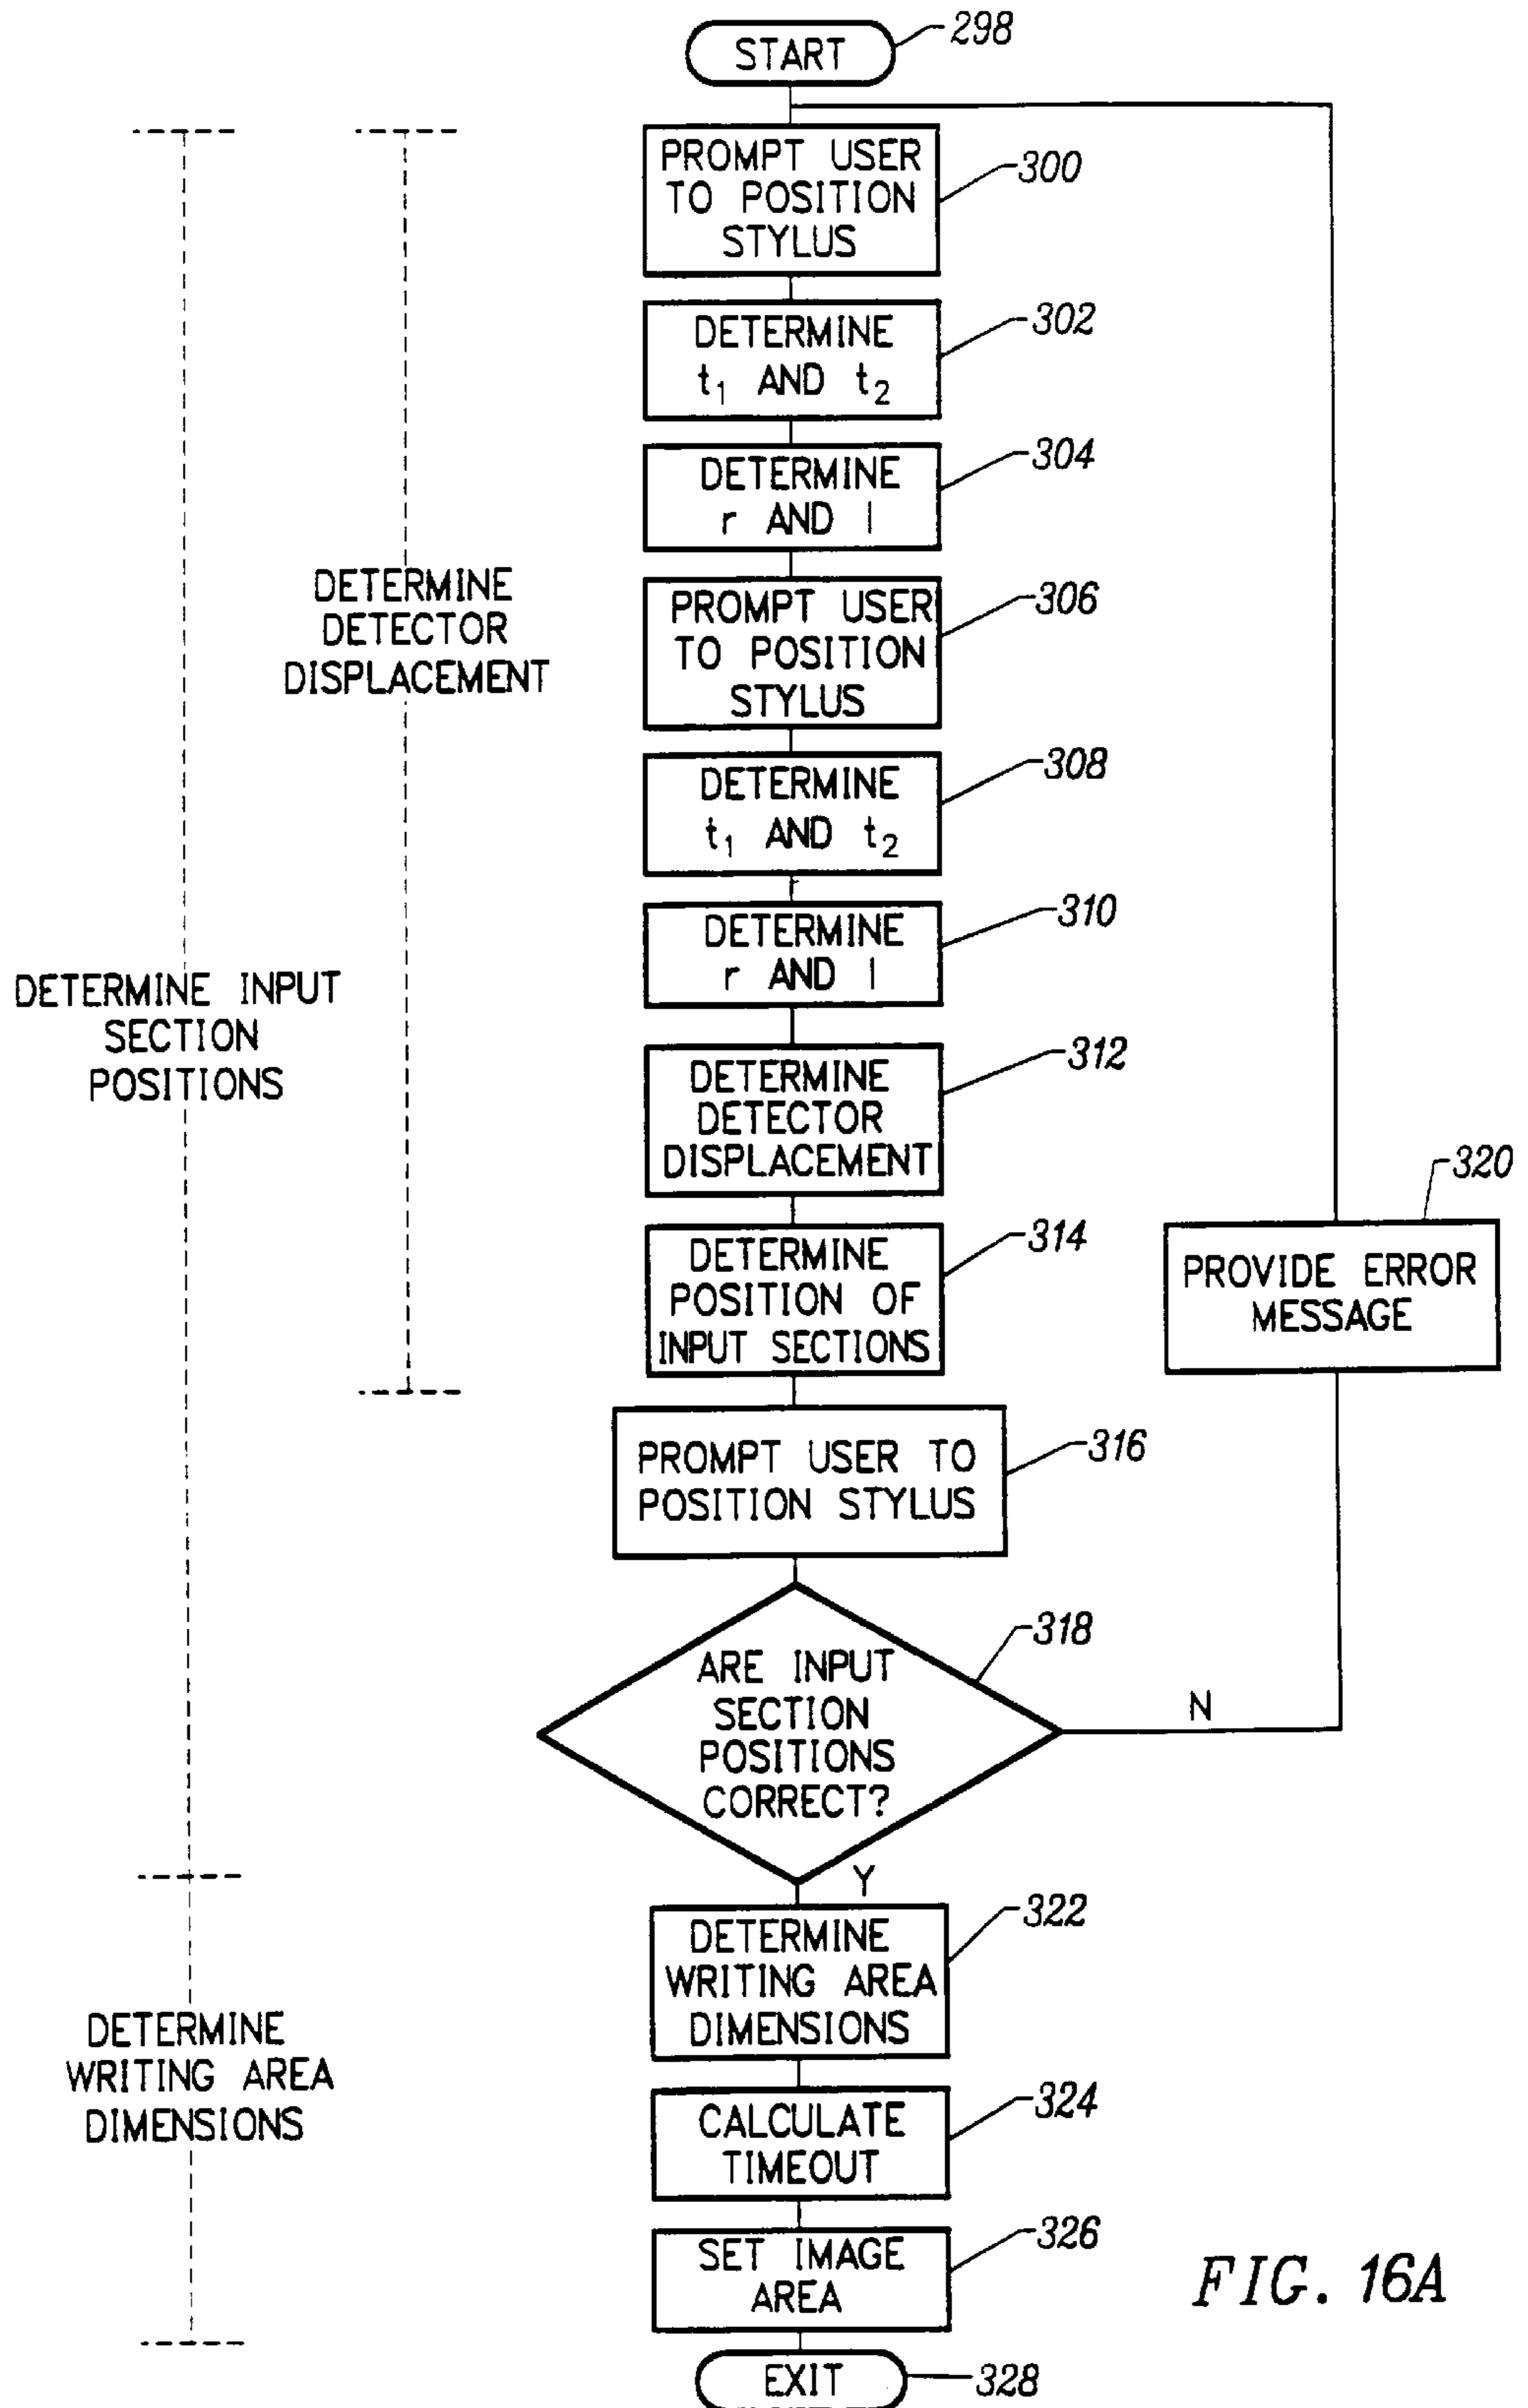 START
298
PROMPT USER
TO POSITION
STYLUS
300
DETERMINE
t₁ AND t₂
302
DETERMINE
r AND l
304
PROMPT USER
TO POSITION
STYLUS
306
DETERMINE
DETECTOR
DISPLACEMENT
DETERMINE
t₁ AND t₂
308
DETERMINE
r AND l
310
DETERMINE INPUT
SECTION
POSITIONS
DETERMINE
DETECTOR
DISPLACEMENT
312
DETERMINE
POSITION OF
INPUT SECTIONS
314
PROVIDE ERROR
MESSAGE
320
PROMPT USER TO
POSITION STYLUS
316
ARE INPUT
SECTION
POSITIONS
CORRECT?
318
N
Y
DETERMINE
WRITING AREA
DIMENSIONS
322
DETERMINE
WRITING AREA
DIMENSIONS
CALCULATE
TIMEOUT
324
SET IMAGE
AREA
326
EXIT
328
FIG. 16A